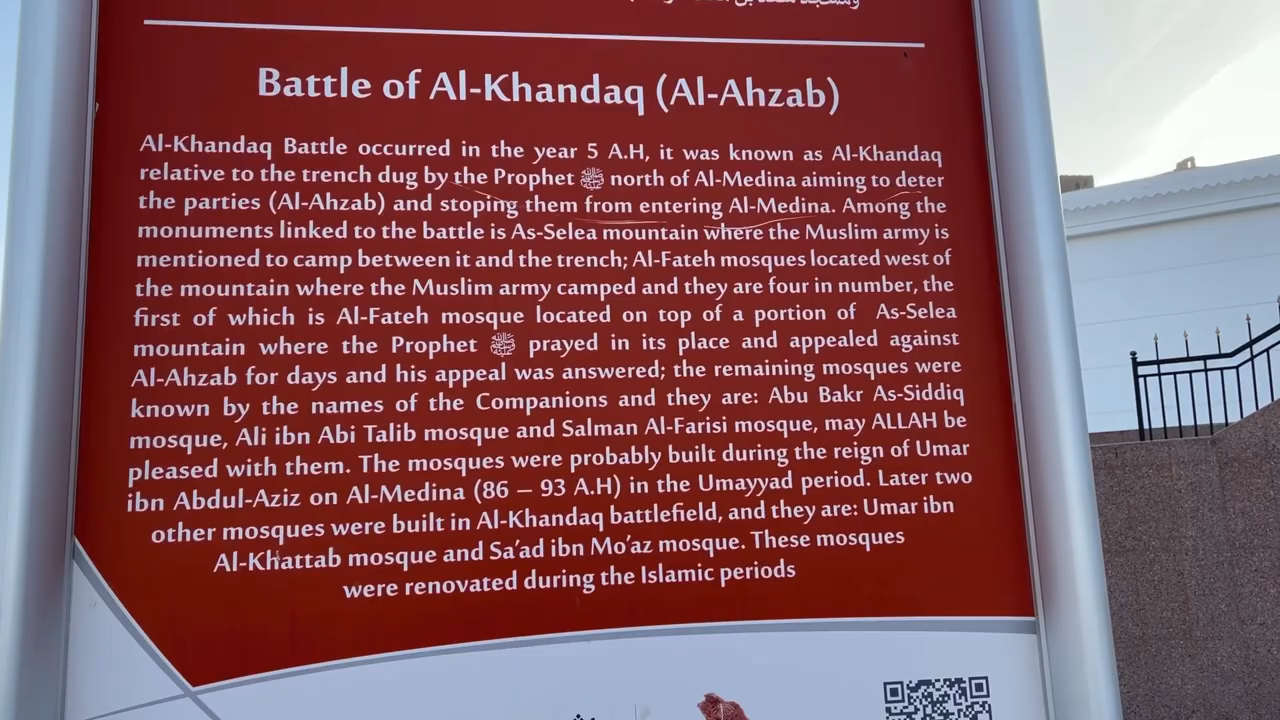 Battle of Al-Khandaq (Al-Ahzab)
Al-Khandaq Battle occurred in the year 5 A.H, it was known as Al-Khandaq
relative to the trench dug by the Prophet ﷺ north of Al-Medina aiming to deter
the parties (Al-Ahzab) and stoping them from entering Al-Medina. Among the
monuments linked to the battle is As-Selea mountain where the Muslim army is
mentioned to camp between it and the trench; Al-Fateh mosques located west of
the mountain where the Muslim army camped and they are four in number, the
first of which is Al-Fateh mosque located on top of a portion of As-Selea
mountain where the Prophet ﷺ prayed in its place and appealed against
Al-Ahzab for days and his appeal was answered; the remaining mosques were
known by the names of the Companions and they are: Abu Bakr As-Siddiq
mosque, Ali ibn Abi Talib mosque and Salman Al-Farisi mosque, may ALLAH be
pleased with them. The mosques were probably built during the reign of Umar
ibn Abdul-Aziz on Al-Medina (86 – 93 A.H) in the Umayyad period. Later two
other mosques were built in Al-Khandaq battlefield, and they are: Umar ibn
Al-Khattab mosque and Sa'ad ibn Mo'az mosque. These mosques
were renovated during the Islamic periods